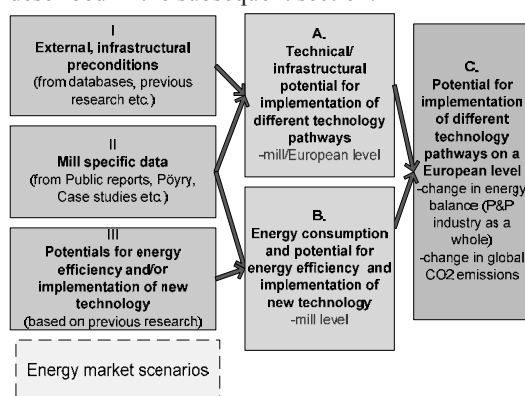 I
External, infrastructural
preconditions
(from databases, previous
research etc.)
II
Mill specific data
(from Public reports, Pöyry,
Case studies etc.)
III
Potentials for energy
efficiency and/or
implementation of new
technology
(based on previous research)
Energy market scenarios
A.
Technical/
infrastructural
potential for
implementation of
different technology
pathways
-mill/European level
B.
Energy consumption
and potential for
energy efficiency and
implementation of
new technology
-mill level
C.
Potential for
implementation
of different
technology
pathways on a
European level
-change in energy
balance (P&P
industry as a
whole)
-change in global
CO2 emissions